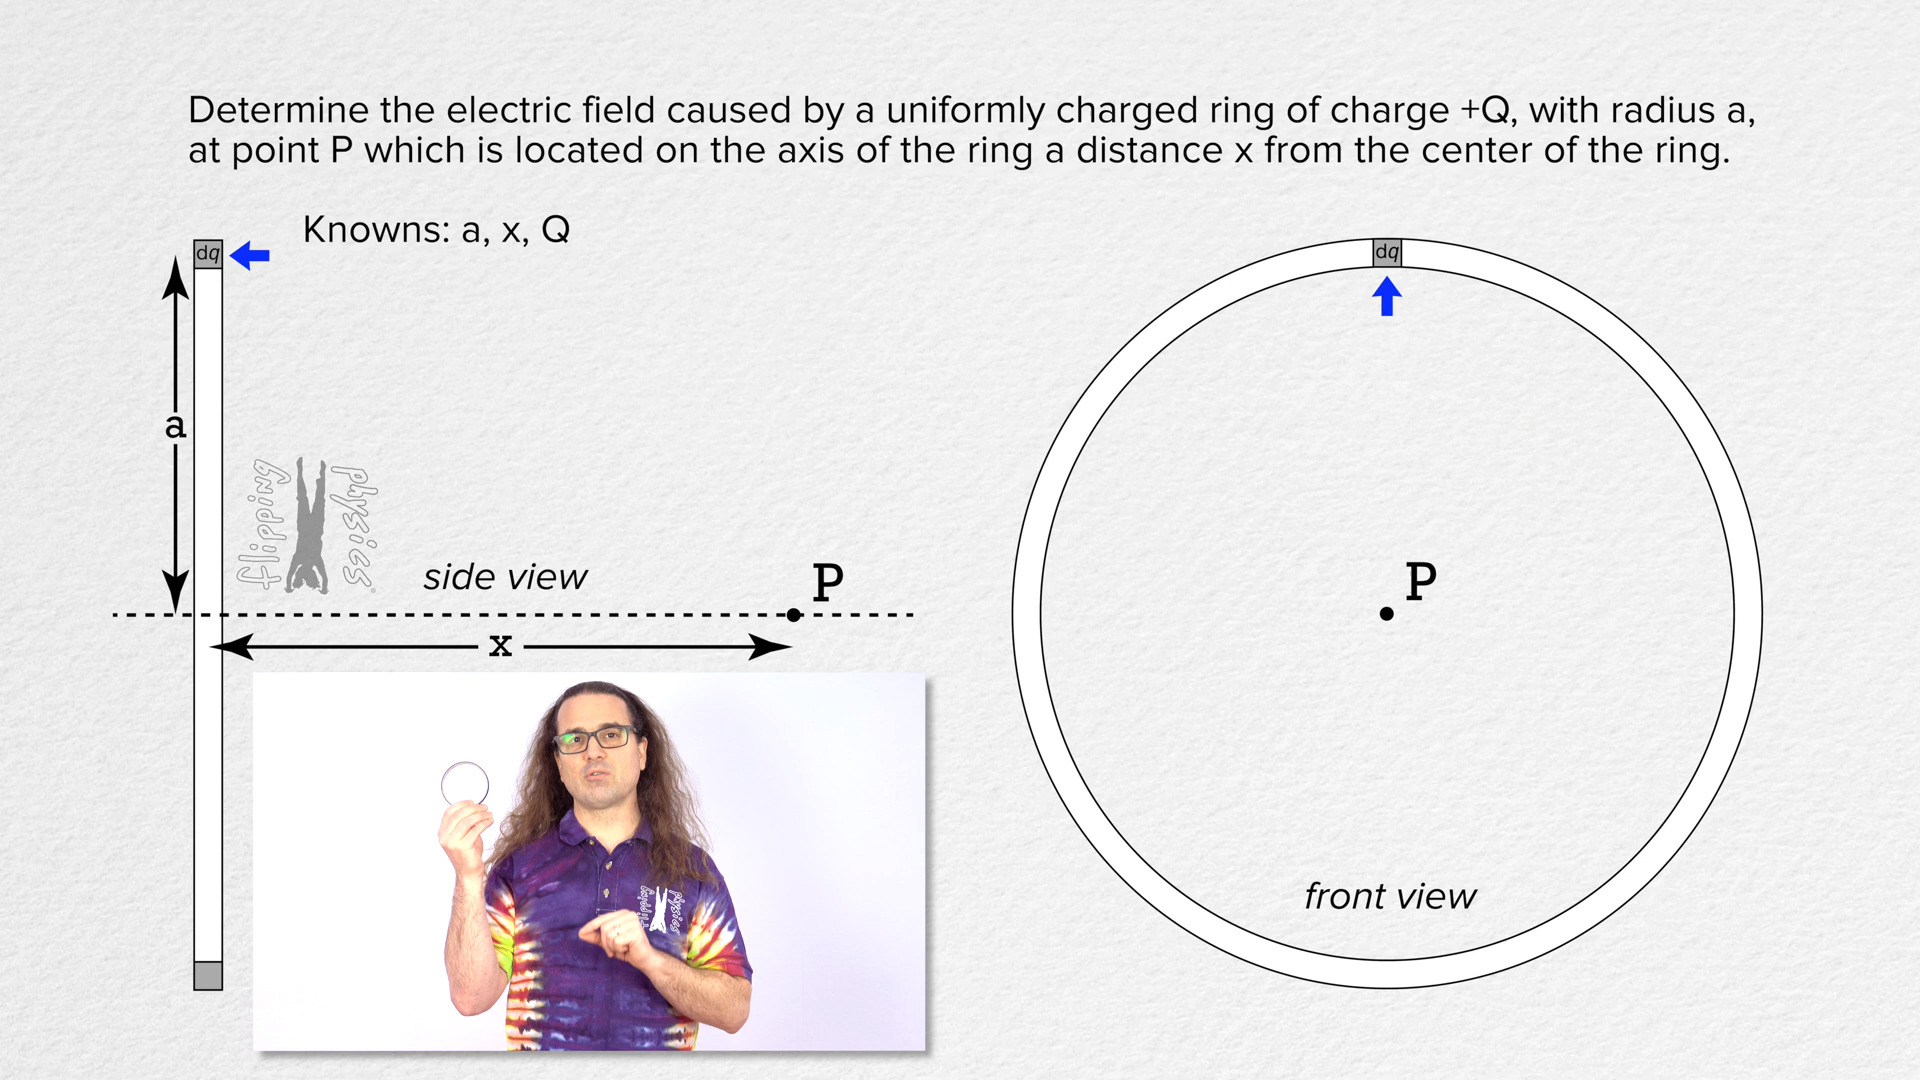 Determine the electric field caused by a uniformly charged ring of charge +Q, with radius a,
at point P which is located on the axis of the ring a distance x from the center of the ring.
Knowns: a, x, Q
dq
dq
a
flipping
physics
side view
P
x
P
front view
flipping
physics